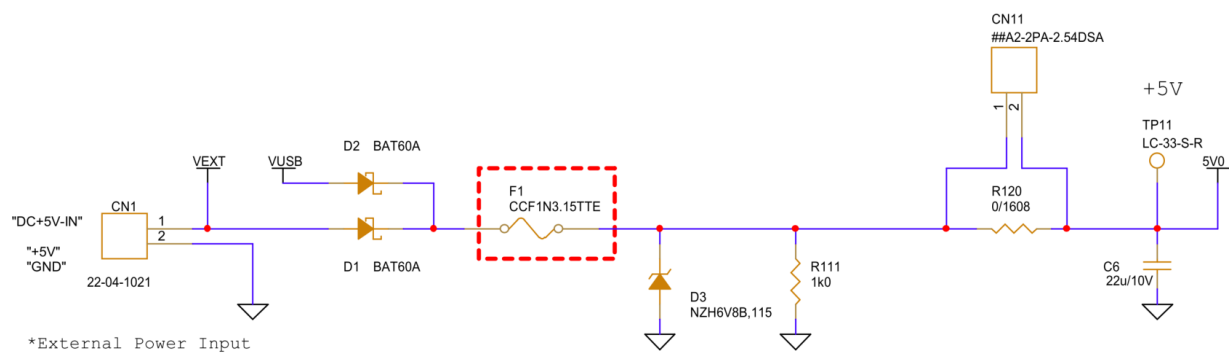 CN11
##A2-2PA-2.54DSA
1
2
+5V
TP11
LC-33-S-R
5V0
D2 BAT60A
VEXT
VUSB
F1
CCF1N3.15TTE
R120
0/1608
CN1
"DC+5V-IN"
1
2
"+5V"
"GND"
22-04-1021
D1 BAT60A
R111
1k0
D3
NZH6V8B,115
C6
22u/10V
*External Power Input